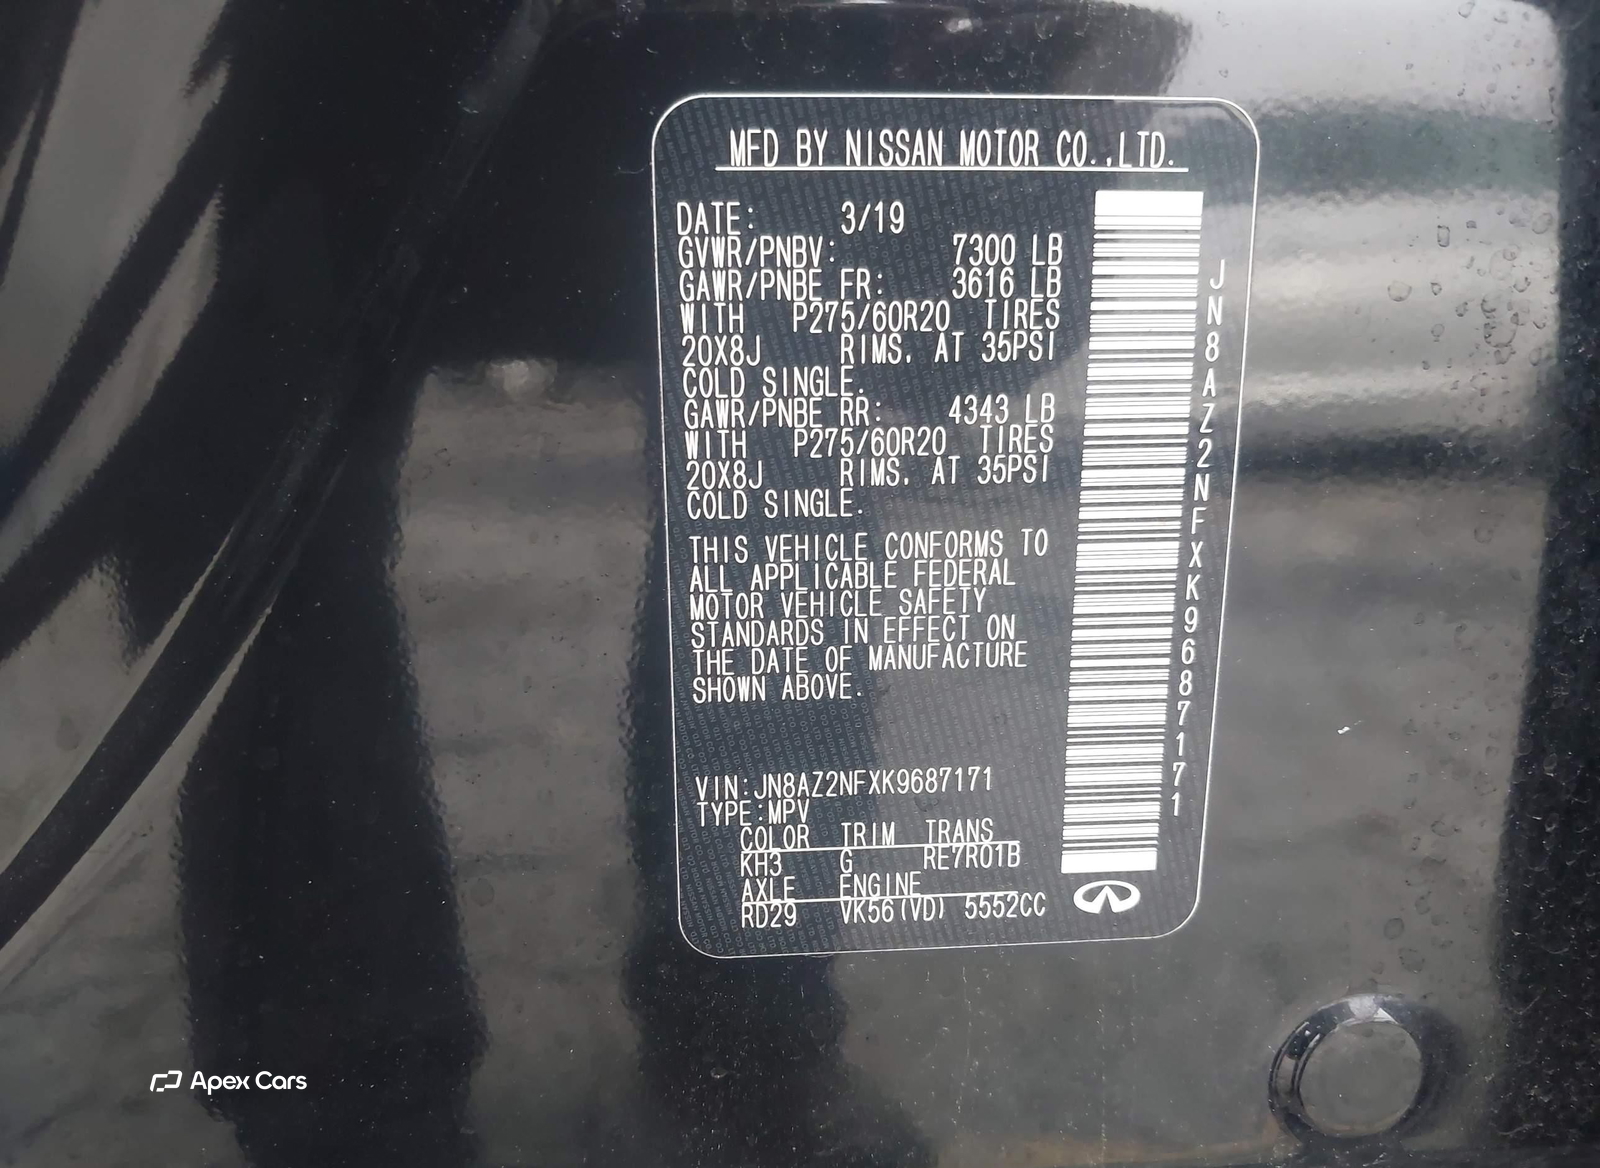 MFD BY NISSAN MOTOR CO.,LTD.
DATE: 3/19
GVWR/PNBV: 7300 LB
GAWR/PNBE FR: 3616 LB
WITH P275/60R20 TIRES
20X8J RIMS. AT 35PSI
COLD SINGLE.
GAWR/PNBE RR: 4343 LB
WITH P275/60R20 TIRES
20X8J RIMS. AT 35PSI
COLD SINGLE.
THIS VEHICLE CONFORMS TO
ALL APPLICABLE FEDERAL
MOTOR VEHICLE SAFETY
STANDARDS IN EFFECT ON
THE DATE OF MANUFACTURE
SHOWN ABOVE.
VIN:JN8AZ2NFXK9687171
TYPE:MPV
COLOR TRIM TRANS
KH3 G RE7R01B
AXLE ENGINE
RD29 VK56(VD) 5552CC
JN8AZ2NFXK9687171
Apex Cars